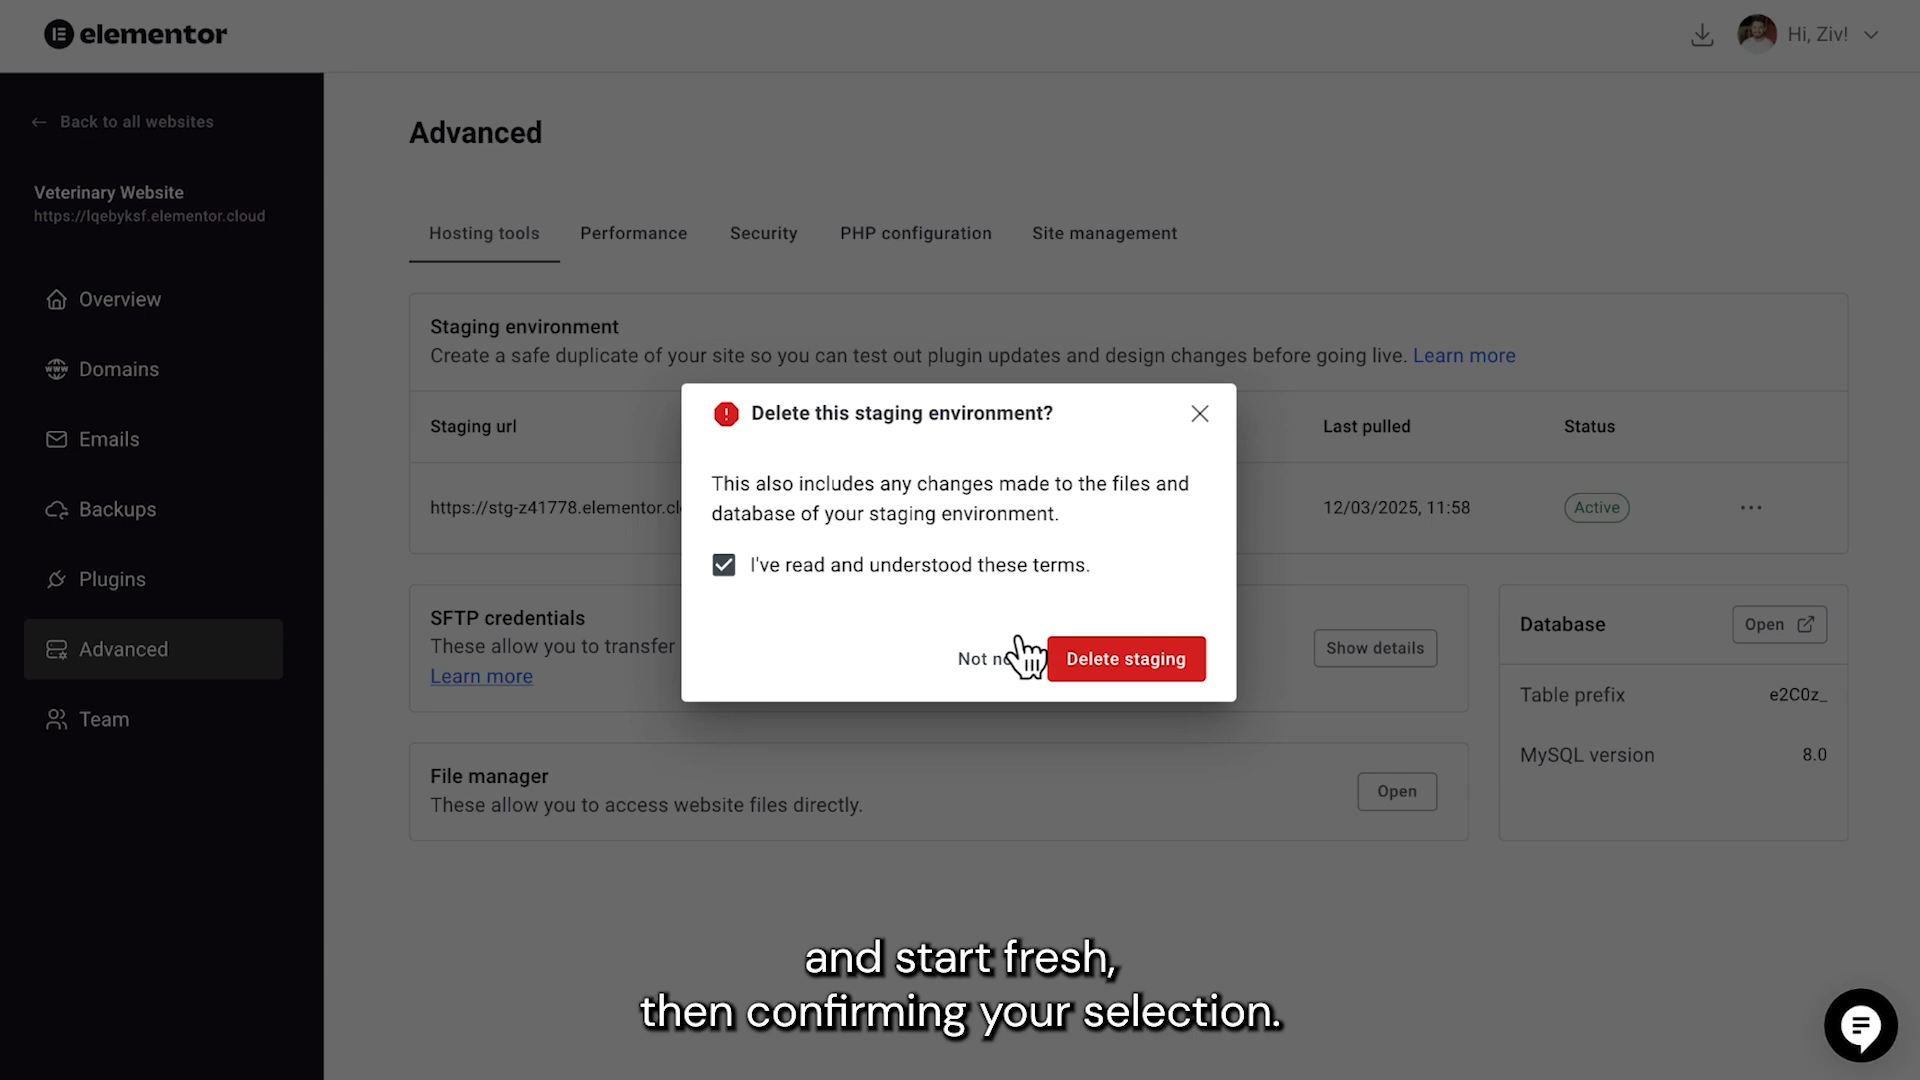 elementor
Hi, Ziv!
Back to all websites
Veterinary Website
https://lqebyksf.elementor.cloud
Overview
Domains
Emails
Backups
Plugins
Advanced
Team
Advanced
Hosting tools
Performance
Security
PHP configuration
Site management
Staging environment
Create a safe duplicate of your site so you can test out plugin updates and design changes before going live. Learn more
Staging url
Last pulled
Status
https://stg-z41778.elementor.cl
12/03/2025, 11:58
Active
Delete this staging environment?
This also includes any changes made to the files and
database of your staging environment.
I've read and understood these terms.
Not
Delete staging
SFTP credentials
These allow you to transfer
Learn more
Show details
Database
Open
Table prefix
e2C0z_
MySQL version
8.0
File manager
These allow you to access website files directly.
Open
and start fresh,
then confirming your selection.